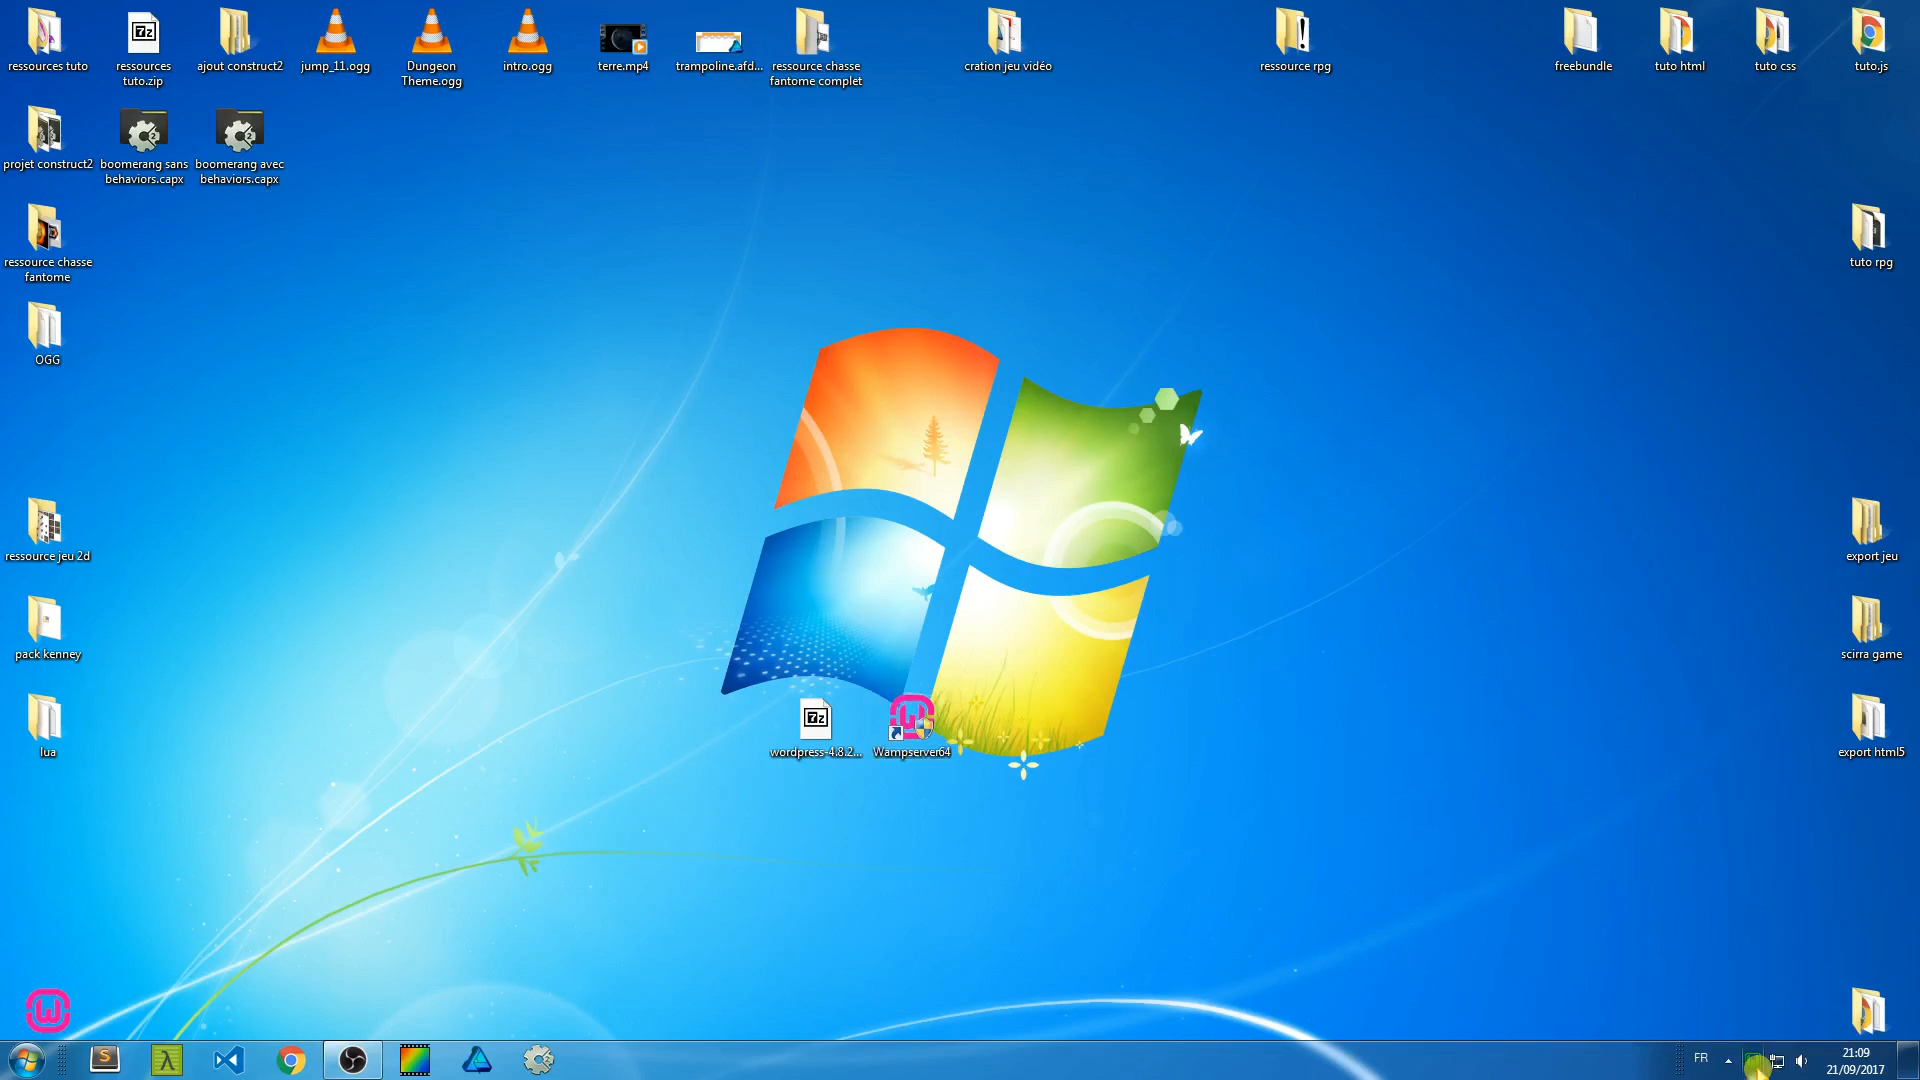 ressources tuto
ressources
tuto.zip
ajout construct2
jump_11.ogg
Dungeon
Theme.ogg
intro.ogg
terre.mp4
trampoline.afd...
ressource chasse
fantome complet
cration jeu vidéo
ressource rpg
freebundle
tuto html
tuto css
tuto.js
projet construct2
boomerang sans
behaviors.capx
boomerang avec
behaviors.capx
ressource chasse
fantome
tuto rpg
OGG
ressource jeu 2d
export jeu
pack kenney
scirra game
lua
wordpress-4.8.2...
Wampserver64
export html5
FR
21:09
21/09/2017